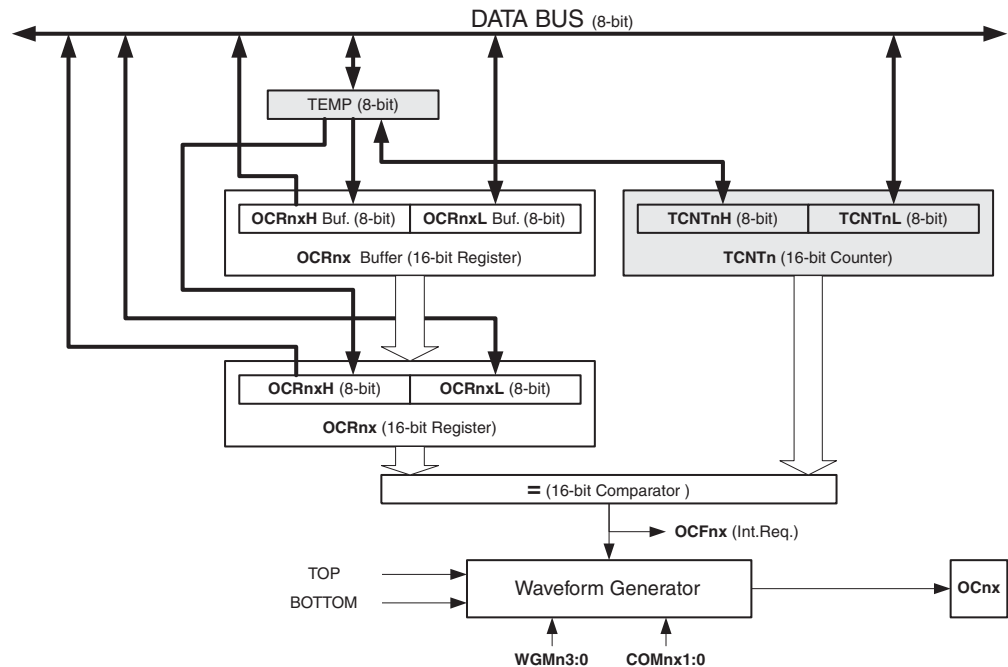 DATA BUS (8-bit)
TEMP (8-bit)
OCRnxH Buf. (8-bit) OCRnxL Buf. (8-bit)
OCRnx Buffer (16-bit Register)
TCNTnH (8-bit) TCNTnL (8-bit)
TCNTn (16-bit Counter)
OCRnxH (8-bit) OCRnxL (8-bit)
OCRnx (16-bit Register)
= (16-bit Comparator )
OCFnx (Int.Req.)
TOP
BOTTOM
Waveform Generator
OCnx
WGMn3:0 COMnx1:0